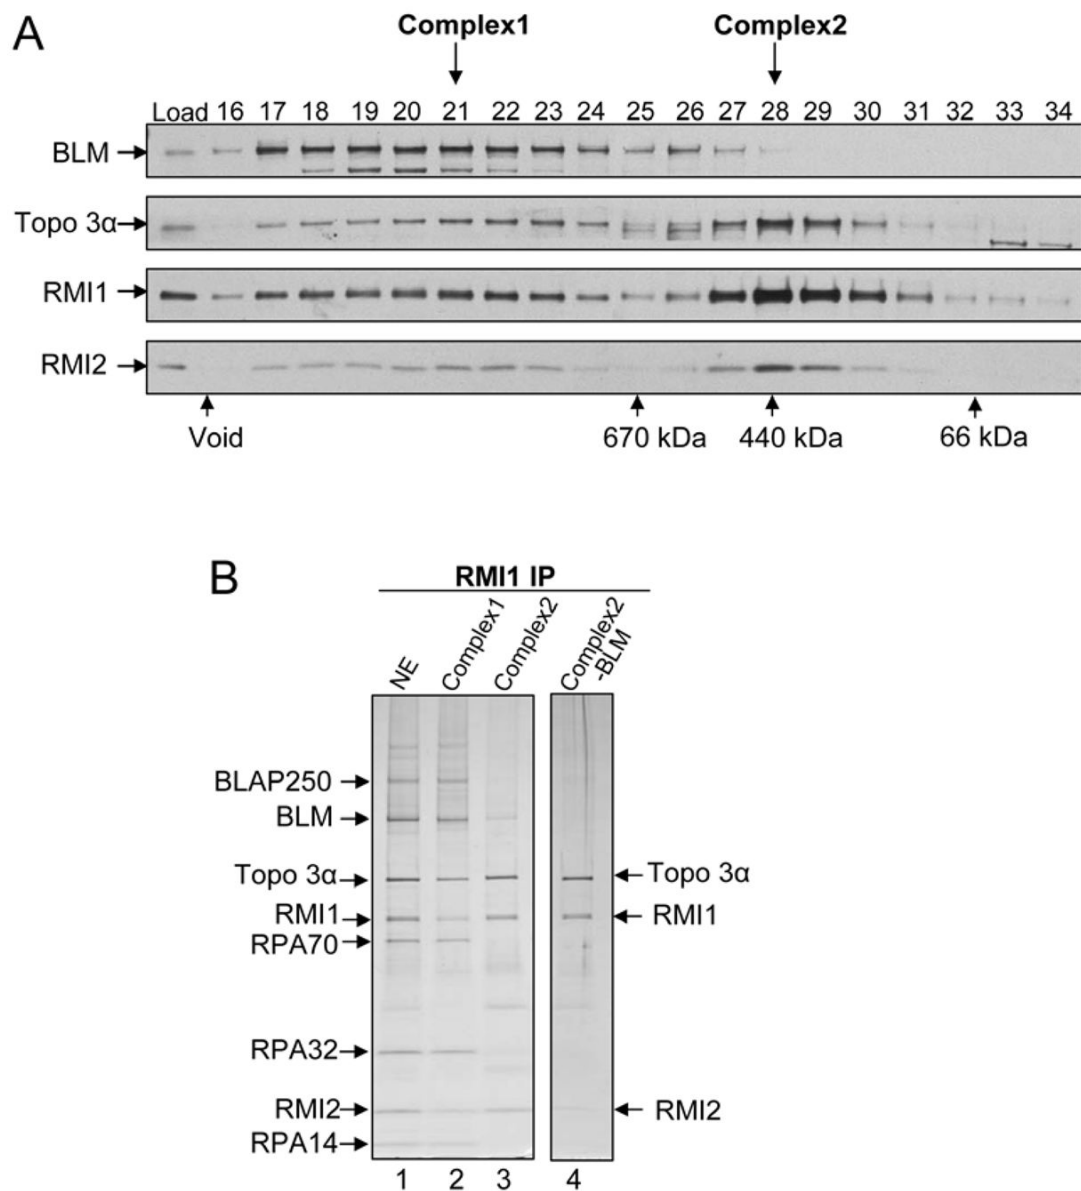 A
Complex1 Complex2
Load 16 17 18 19 20 21 22 23 24 25 26 27 28 29 30 31 32 33 34
BLM
Topo 3α
RMI1
RMI2
Void 670 kDa 440 kDa 66 kDa
B
RMI1 IP
NE Complex1 Complex2 Complex2
-BLM
BLAP250
BLM
Topo 3α Topo 3α
RMI1 RMI1
RPA70
RPA32
RMI2 RMI2
RPA14
1 2 3 4